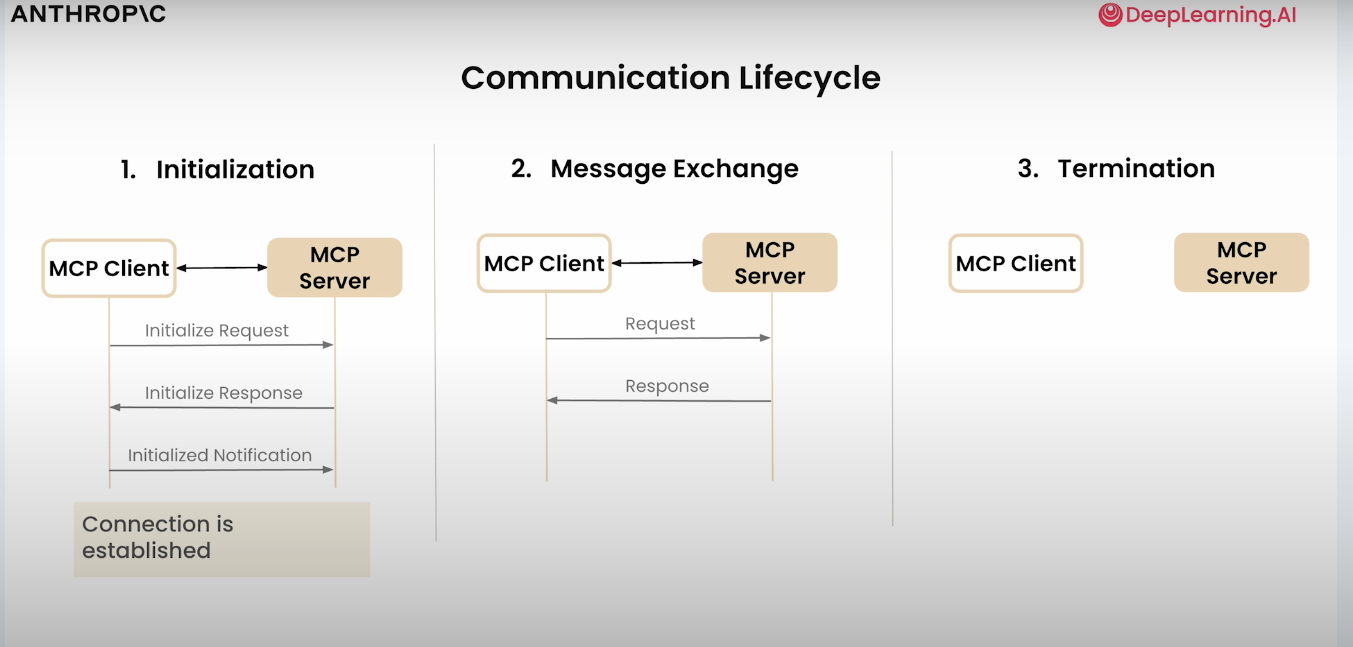 ANTHROP\C
DeepLearning.AI
Communication Lifecycle
1. Initialization
MCP Client
MCP
Server
Initialize Request
Initialize Response
Initialized Notification
Connection is
established
2. Message Exchange
MCP Client
MCP
Server
Request
Response
3. Termination
MCP Client
MCP
Server